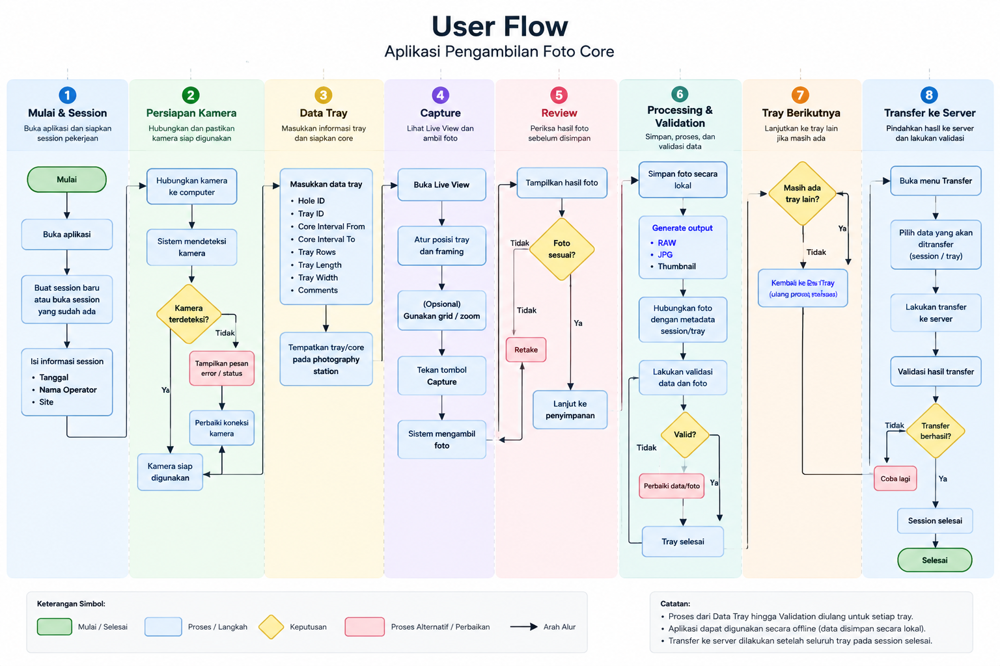 User Flow
Aplikasi Pengambilan Foto Core
1
Mulai & Session
Buka aplikasi dan siapkan
session pekerjaan
Mulai
Buka aplikasi
Buat session baru
atau buka session
yang sudah ada
Isi informasi session
• Tanggal
• Nama Operator
• Site
2
Persiapan Kamera
Hubungkan dan pastikan
kamera siap digunakan
Hubungkan kamera
ke computer
Sistem mendeteksi
kamera
Kamera
terdeteksi?
Tidak
Tampilkan pesan
error / status
Ya
Perbaiki koneksi
kamera
Kamera siap
digunakan
3
Data Tray
Masukkan informasi tray
dan siapkan core
Masukkan data tray
• Hole ID
• Tray ID
• Core Interval From
• Core Interval To
• Tray Rows
• Tray Length
• Tray Width
• Comments
Tempatkan tray/core
pada photography
station
4
Capture
Lihat Live View dan
ambil foto
Buka Live View
Atur posisi tray
dan framing
(Opsional)
Gunakan grid / zoom
Tekan tombol
Capture
Sistem mengambil
foto
5
Review
Periksa hasil foto
sebelum disimpan
Tampilkan hasil foto
Tidak
Foto
sesuai?
Tidak
Ya
Retake
Lanjut ke
penyimpanan
6
Processing &
Validation
Simpan, proses, dan
validasi data
Simpan foto secara
lokal
Generate output
• RAW
• JPG
• Thumbnail
Hubungkan foto
dengan metadata
session/tray
Lakukan validasi
data dan foto
Valid?
Tidak
Perbaiki data/foto
Ya
Tray selesai
7
Tray Berikutnya
Lanjutkan ke tray lain
jika masih ada
Masih ada
tray lain?
Ya
Tidak
Kembali ke
(ulang
8
Transfer ke Server
Pindahkan hasil ke server
dan lakukan validasi
Buka menu Transfer
Pilih data yang akan
ditransfer
(session / tray)
Lakukan transfer
ke server
Validasi hasil transfer
Tidak
Transfer
berhasil?
Coba lagi
Ya
Session selesai
Selesai
Keterangan Simbol:
Mulai / Selesai
Proses / Langkah
Keputusan
Proses Alternatif / Perbaikan
Arah Alur
Catatan:
• Proses dari Data Tray hingga Validation diulang untuk setiap tray.
• Aplikasi dapat digunakan secara offline (data disimpan secara lokal).
• Transfer ke server dilakukan setelah seluruh tray pada session selesai.